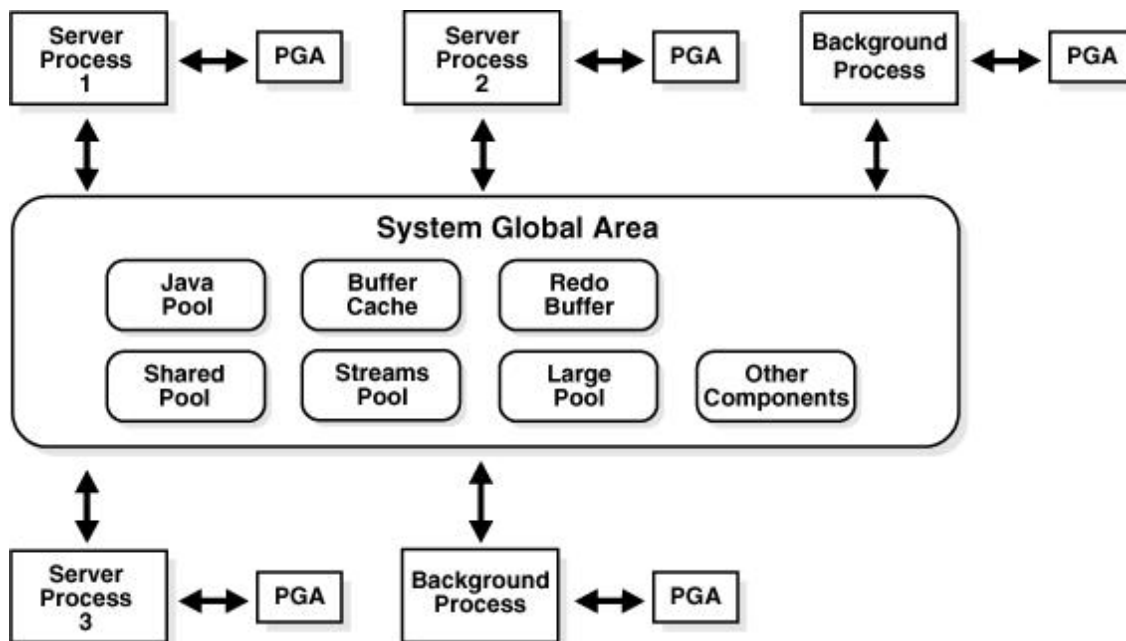 Server
Process
1
PGA
Server
Process
2
PGA
Background
Process
PGA
System Global Area
Java
Pool
Buffer
Cache
Redo
Buffer
Shared
Pool
Streams
Pool
Large
Pool
Other
Components
Server
Process
3
PGA
Background
Process
PGA